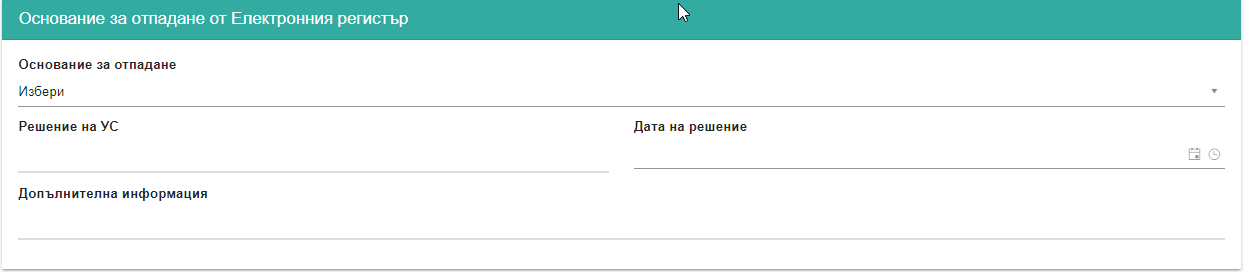 Основание за отпадане от Електронния регистър
Основание за отпадане
Избери
Решение на УС
Дата на решение
Допълнителна информация